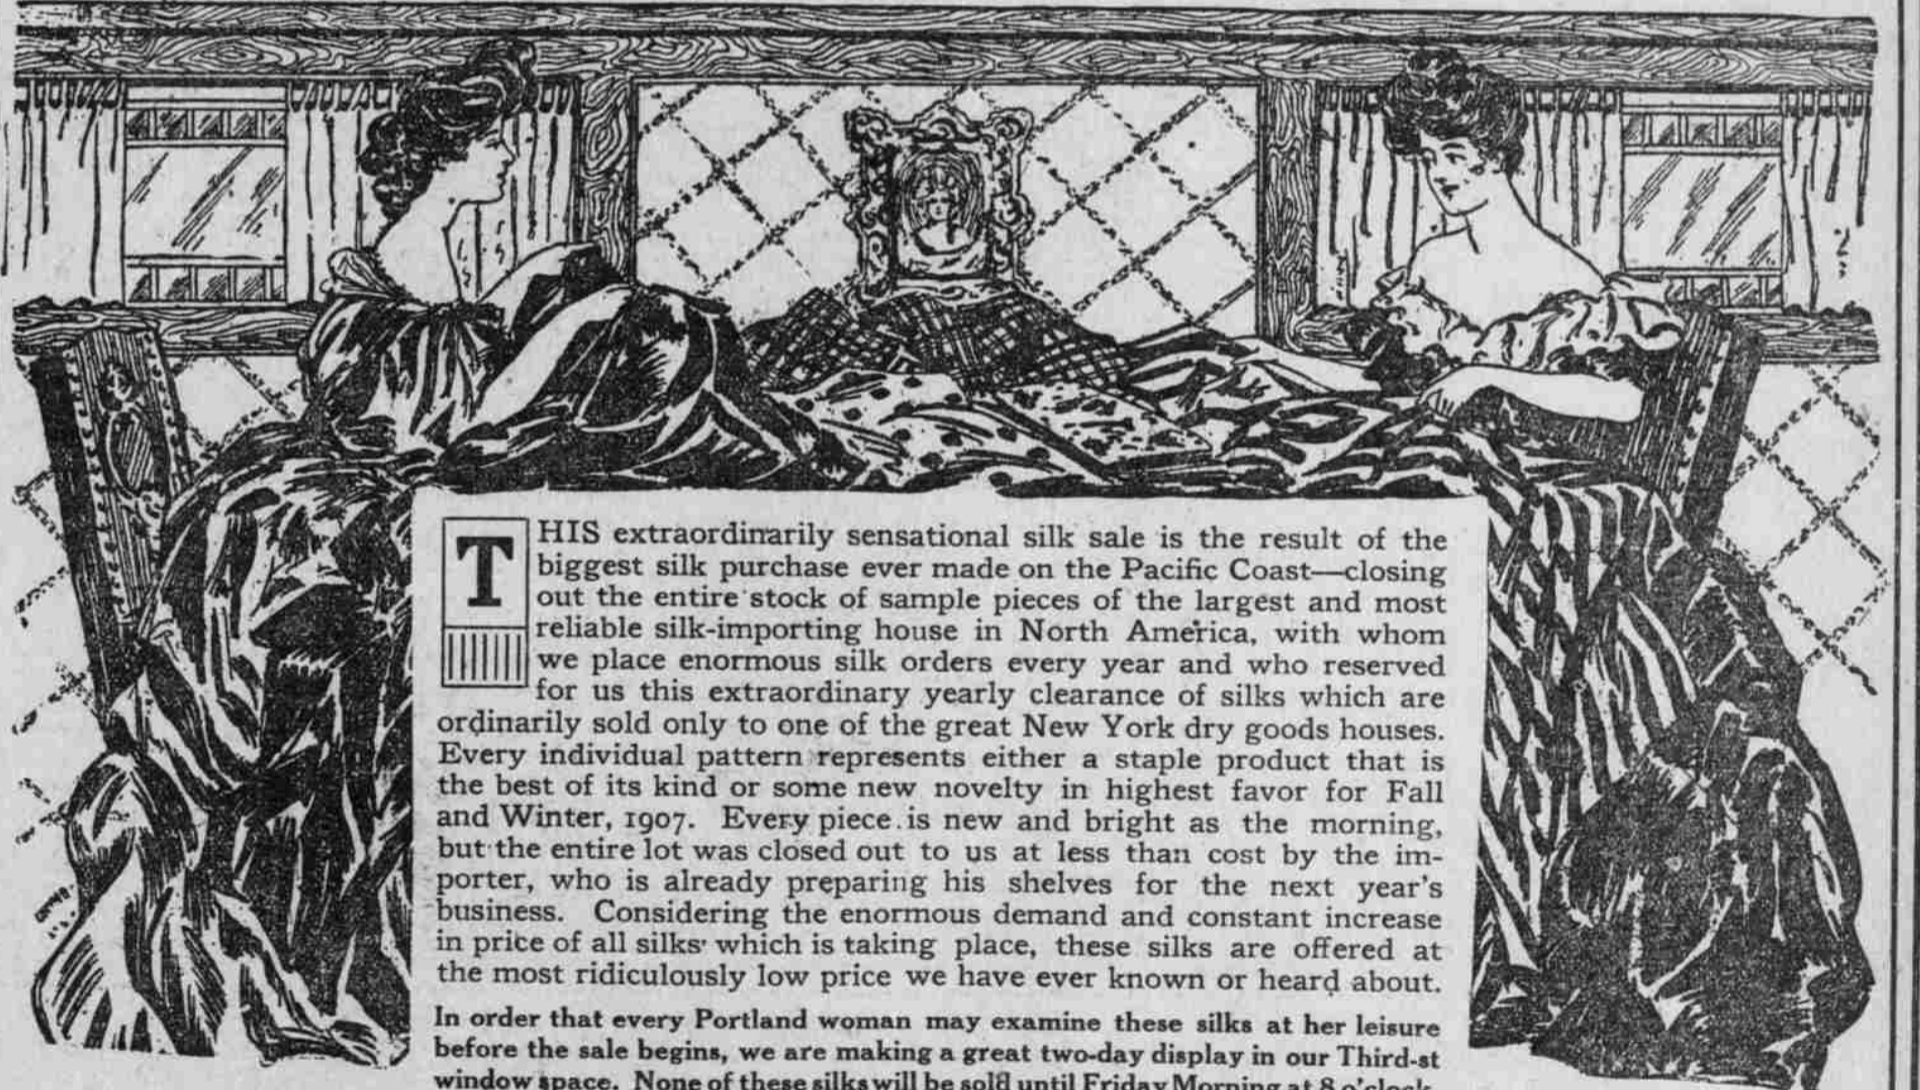 THIS extraordinarily sensational silk sale is the result of the
biggest silk purchase ever made on the Pacific Coast—closing
out the entire stock of sample pieces of the largest and most
reliable silk-importing house in North America, with whom
we place enormous silk orders every year and who reserved
for us this extraordinary yearly clearance of silks which are
ordinarily sold only to one of the great New York dry goods houses.
Every individual pattern represents either a staple product that is
the best of its kind or some new novelty in highest favor for Fall
and Winter, 1907. Every piece is new and bright as the morning,
but the entire lot was closed out to us at less than cost by the im-
porter, who is already preparing his shelves for the next year's
business. Considering the enormous demand and constant increase
in price of all silks which is taking place, these silks are offered at
the most ridiculously low price we have ever known or heard about.
In order that every Portland woman may examine these silks at her leisure
before the sale begins, we are making a great two-day display in our Third-st
window space. None of these silks will be sold until Friday Morning at 8 o'clock.